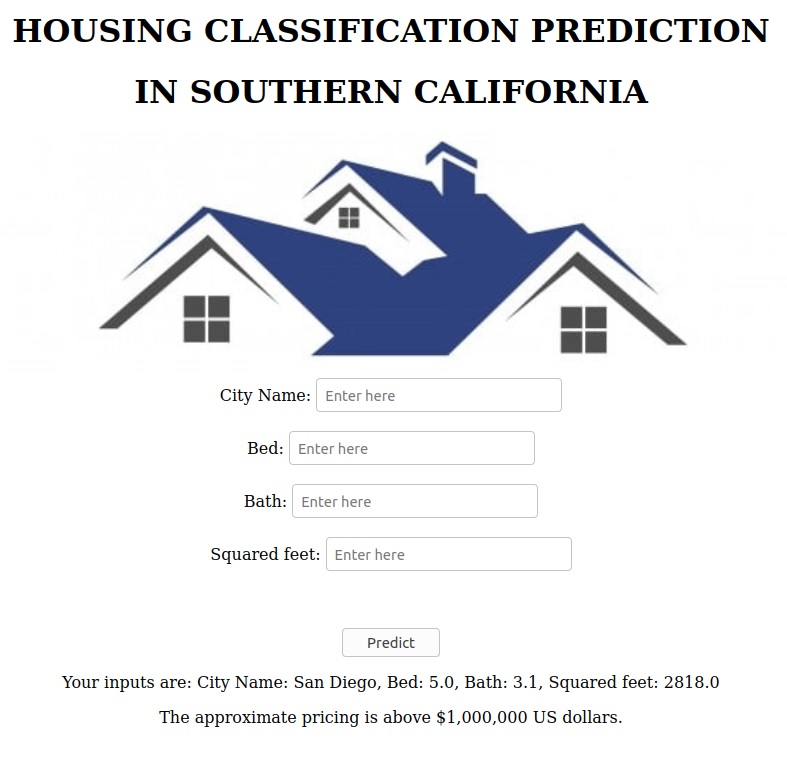 HOUSING CLASSIFICATION PREDICTION
IN SOUTHERN CALIFORNIA
City Name: Enter here
Bed: Enter here
Bath: Enter here
Squared feet: Enter here
Predict
Your inputs are: City Name: San Diego, Bed: 5.0, Bath: 3.1, Squared feet: 2818.0
The approximate pricing is above $1,000,000 US dollars.